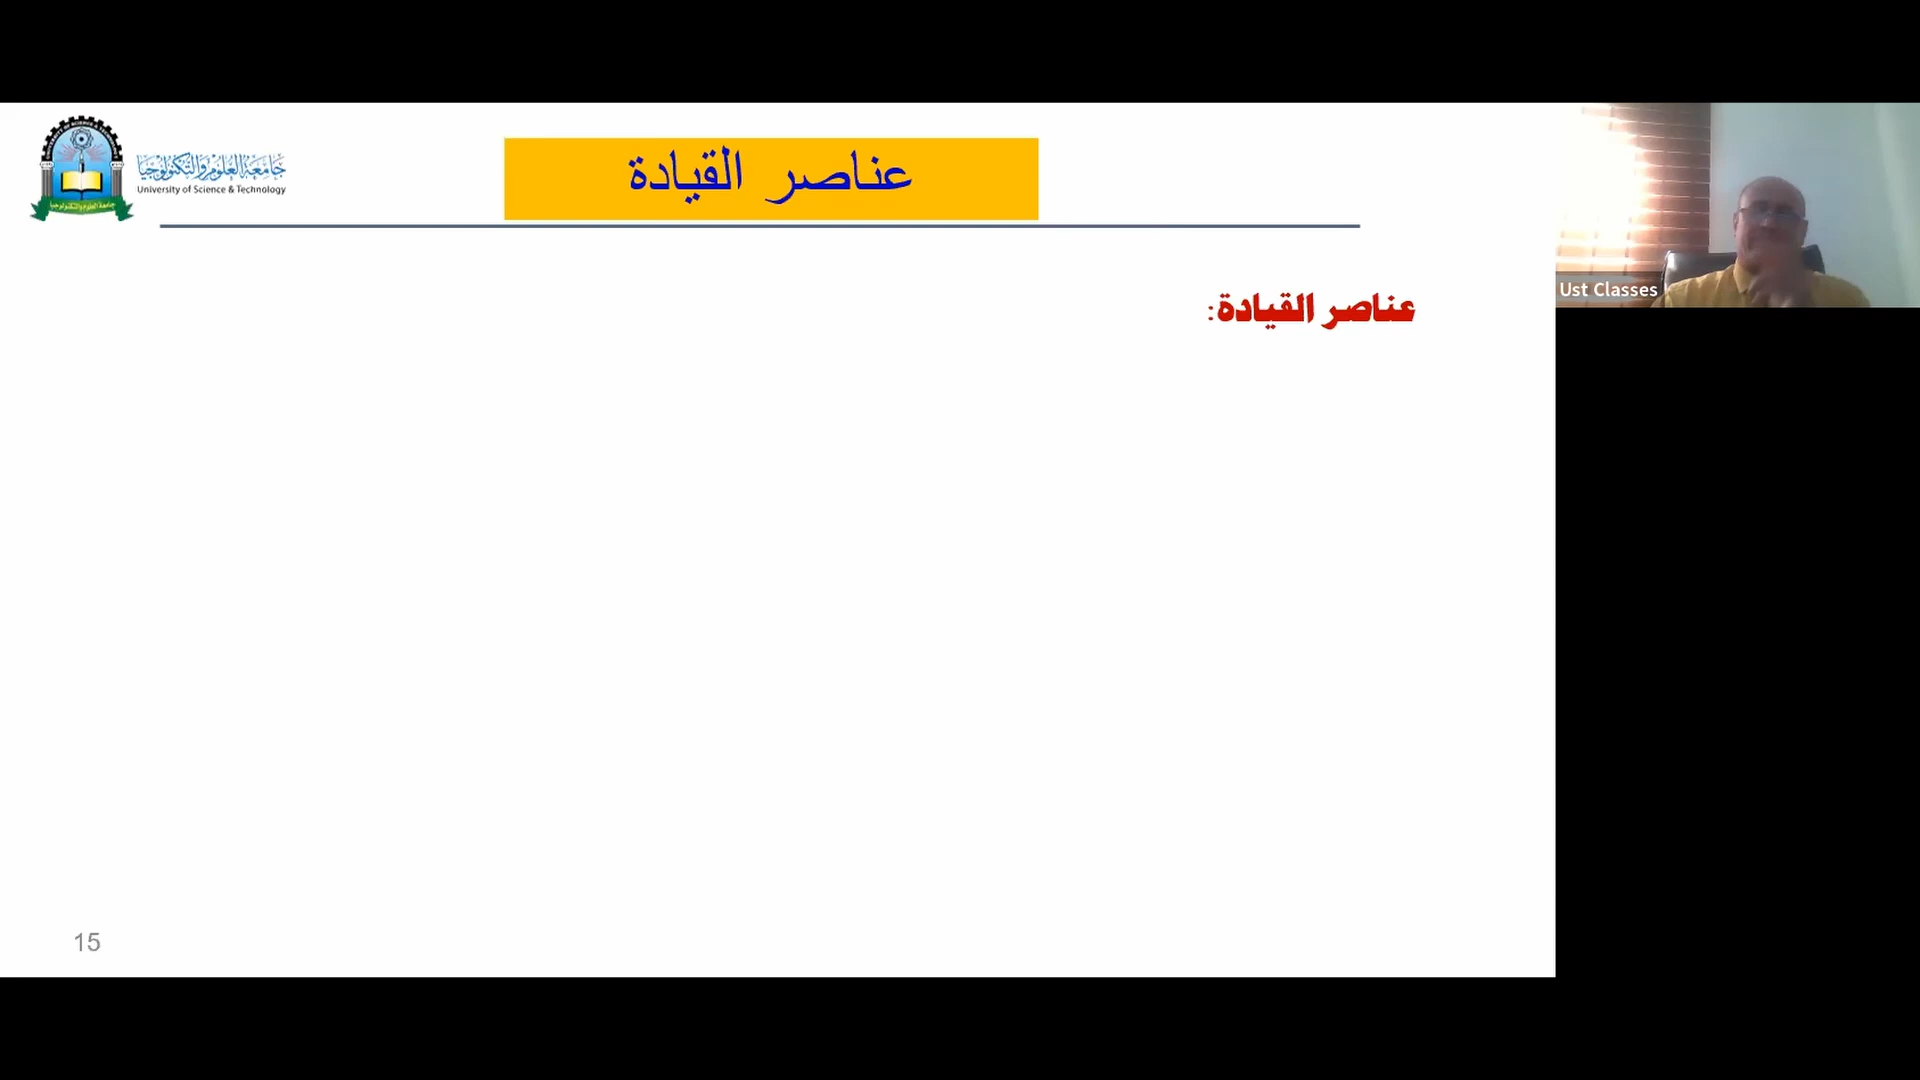 عناصر القيادة
جامعة العلوم والتكنولوجيا
University of Science & Technology
عناصر القيادة:
Ust Classes
15